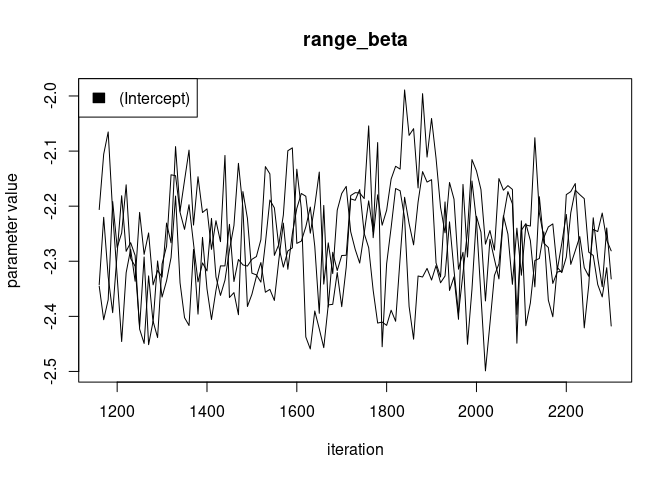 range_beta
(Intercept)
parameter value
-2.0
-2.1
-2.2
-2.3
-2.4
-2.5
1200 1400 1600 1800 2000 2200
iteration